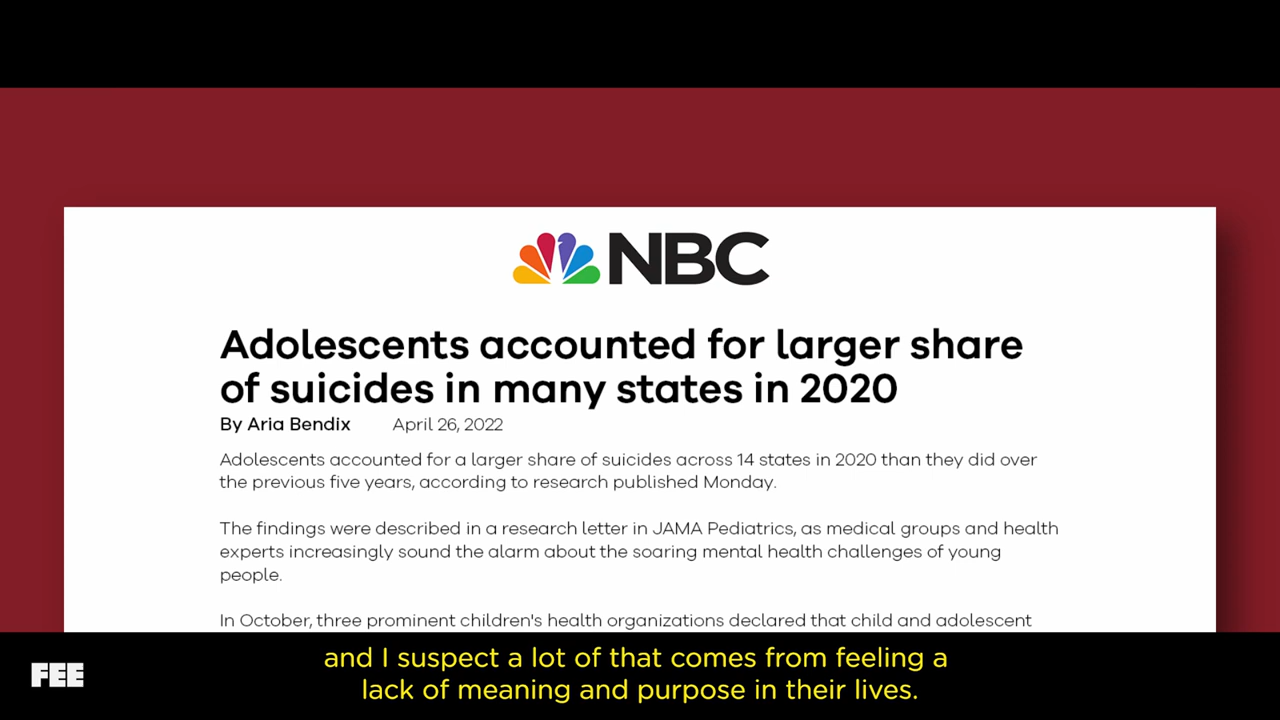 NBC
Adolescents accounted for larger share
of suicides in many states in 2020
By Aria Bendix April 26, 2022
Adolescents accounted for a larger share of suicides across 14 states in 2020 than they did over
the previous five years, according to research published Monday.
The findings were described in a research letter in JAMA Pediatrics, as medical groups and health
experts increasingly sound the alarm about the soaring mental health challenges of young
people.
In October, three prominent children's health organizations declared that child and adolescent
and I suspect a lot of that comes from feeling a
lack of meaning and purpose in their lives.
FEE